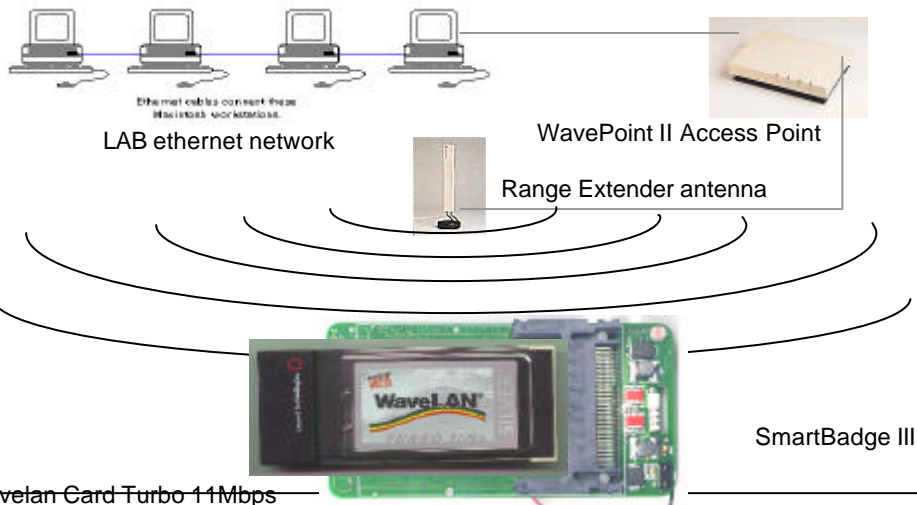 Ethernet cables connect these
Macintosh workstations.
LAB ethernet network
WavePoint II Access Point
Range Extender antenna
WaveLAN
SmartBadge III
velan Card Turbo 11Mbps